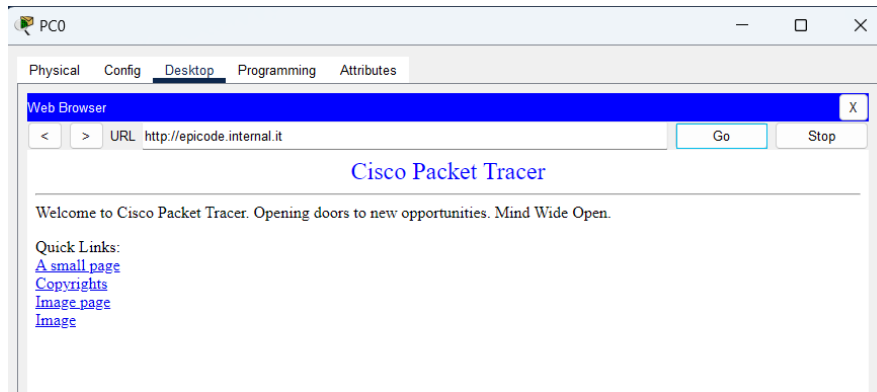 PC0
Physical Config Desktop Programming Attributes
Web Browser X
< > URL http://epicode.internal.it Go Stop
Cisco Packet Tracer
Welcome to Cisco Packet Tracer. Opening doors to new opportunities. Mind Wide Open.
Quick Links:
A small page
Copyrights
Image page
Image